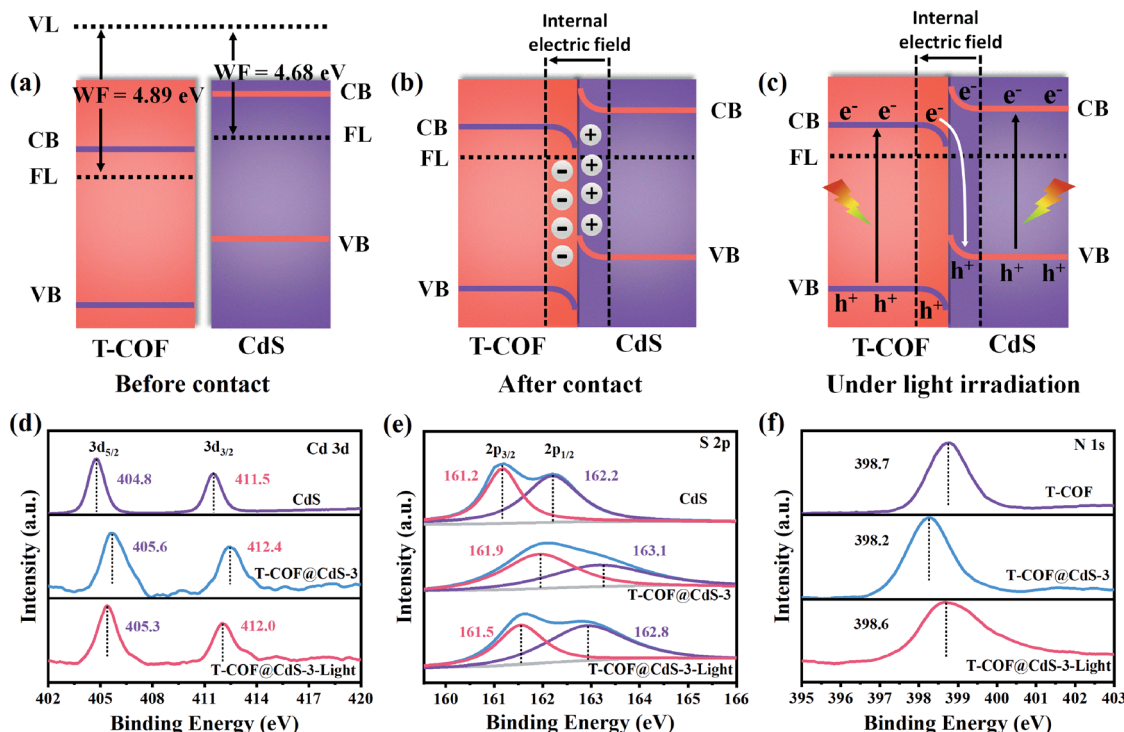 VL
(a)
WF = 4.89 eV
WF = 4.68 eV
CB
CB
FL
FL
VB
VB
T-COF
CdS
Before contact
Internal
electric field
(b)
CB
CB
FL
+
+
+
+
-
-
-
-
VB
VB
T-COF
CdS
After contact
Internal
electric field
(c)
e⁻ e⁻ e⁻
e⁻ e⁻ e⁻
CB
CB
FL
VB
VB
h⁺ h⁺ h⁺
h⁺ h⁺ h⁺
T-COF
CdS
Under light irradiation
(d)
Cd 3d
3d5/2
3d3/2
404.8
411.5
CdS
405.6
412.4
T-COF@CdS-3
405.3
412.0
T-COF@CdS-3-Light
Intensity (a.u.)
402 405 408 411 414 417 420
Binding Energy (eV)
(e)
S 2p
2p3/2
2p1/2
161.2
162.2
CdS
161.9
163.1
T-COF@CdS-3
161.5
162.8
T-COF@CdS-3-Light
Intensity (a.u.)
160 161 162 163 164 165 166
Binding Energy (eV)
(f)
N 1s
398.7
T-COF
398.2
T-COF@CdS-3
398.6
T-COF@CdS-3-Light
Intensity (a.u.)
395 396 397 398 399 400 401 402 403
Binding Energy (eV)